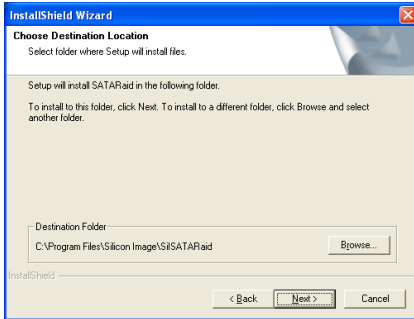 InstallShield Wizard
Choose Destination Location
Select folder where Setup will install files.
Setup will install SATARaid in the following folder.
To install to this folder, click Next. To install to a different folder, click Browse and select
another folder.
Destination Folder
C:\Program Files\Silicon Image\SilSATARaid
Browse...
InstallShield
< Back
Next >
Cancel